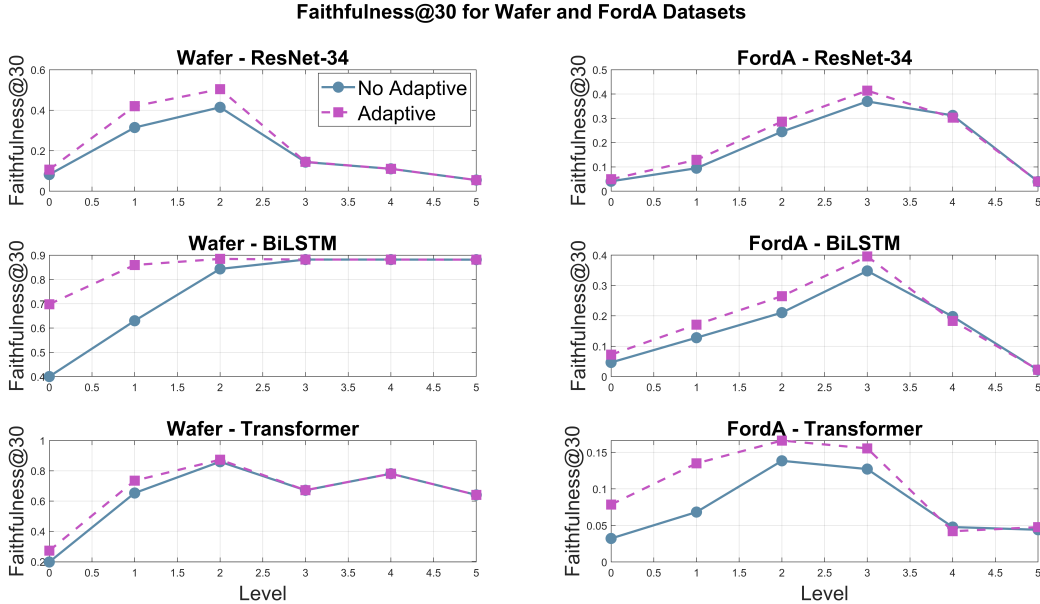 Faithfulness@30 for Wafer and FordA Datasets
Wafer - ResNet-34
Faithfulness@30
0.6
0.4
0.2
0
0 0.5 1 1.5 2 2.5 3 3.5 4 4.5 5
No Adaptive
Adaptive
FordA - ResNet-34
Faithfulness@30
0.5
0.4
0.3
0.2
0.1
0
0 0.5 1 1.5 2 2.5 3 3.5 4 4.5 5
Wafer - BiLSTM
Faithfulness@30
0.9
0.8
0.7
0.6
0.5
0.4
0 0.5 1 1.5 2 2.5 3 3.5 4 4.5 5
FordA - BiLSTM
Faithfulness@30
0.4
0.3
0.2
0.1
0
0 0.5 1 1.5 2 2.5 3 3.5 4 4.5 5
Wafer - Transformer
Faithfulness@30
1
0.8
0.6
0.4
0.2
0 0.5 1 1.5 2 2.5 3 3.5 4 4.5 5
Level
FordA - Transformer
Faithfulness@30
0.15
0.1
0.05
0
0 0.5 1 1.5 2 2.5 3 3.5 4 4.5 5
Level